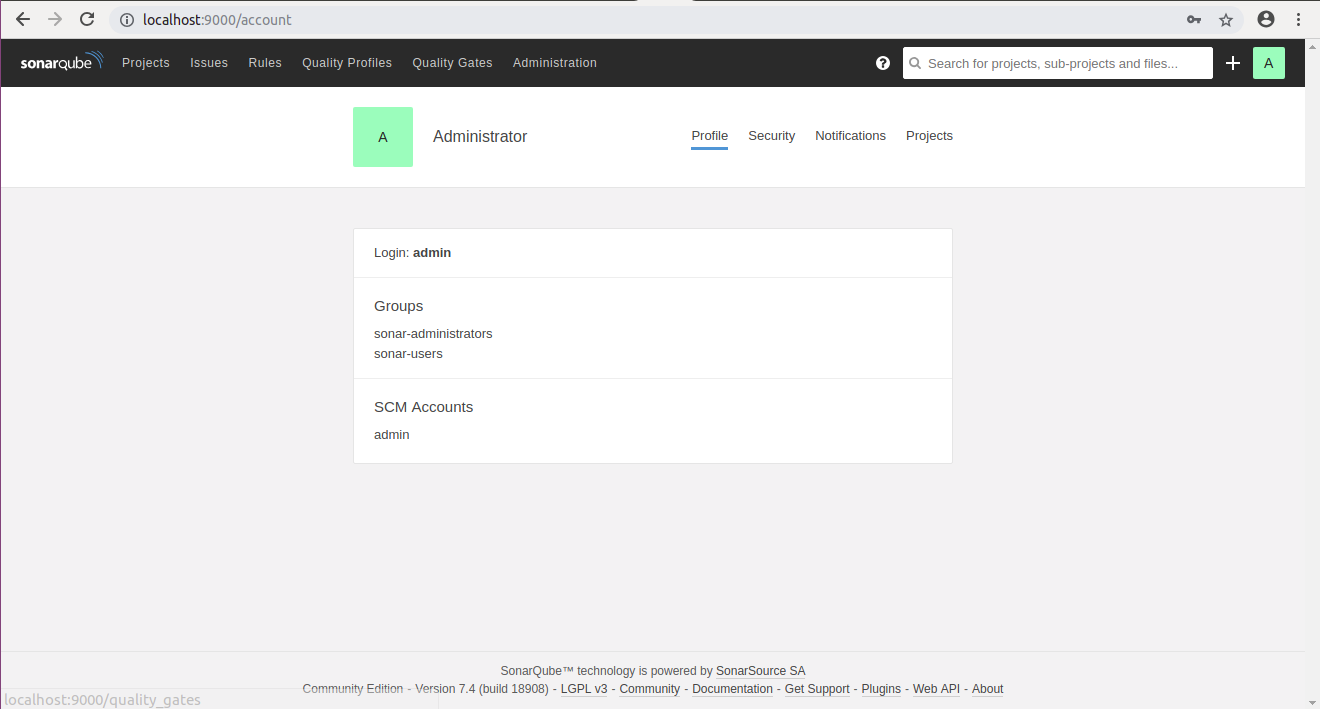 localhost:9000/account
sonarqube Projects Issues Rules Quality Profiles Quality Gates Administration ? Search for projects, sub-projects and files... A
A Administrator Profile Security Notifications Projects
Login: admin
Groups
sonar-administrators
sonar-users
SCM Accounts
admin
SonarQube™ technology is powered by SonarSource SA
Community Edition - Version 7.4 (build 18908) - LGPL v3 - Community - Documentation - Get Support - Plugins - Web API - About
localhost:9000/quality_gates